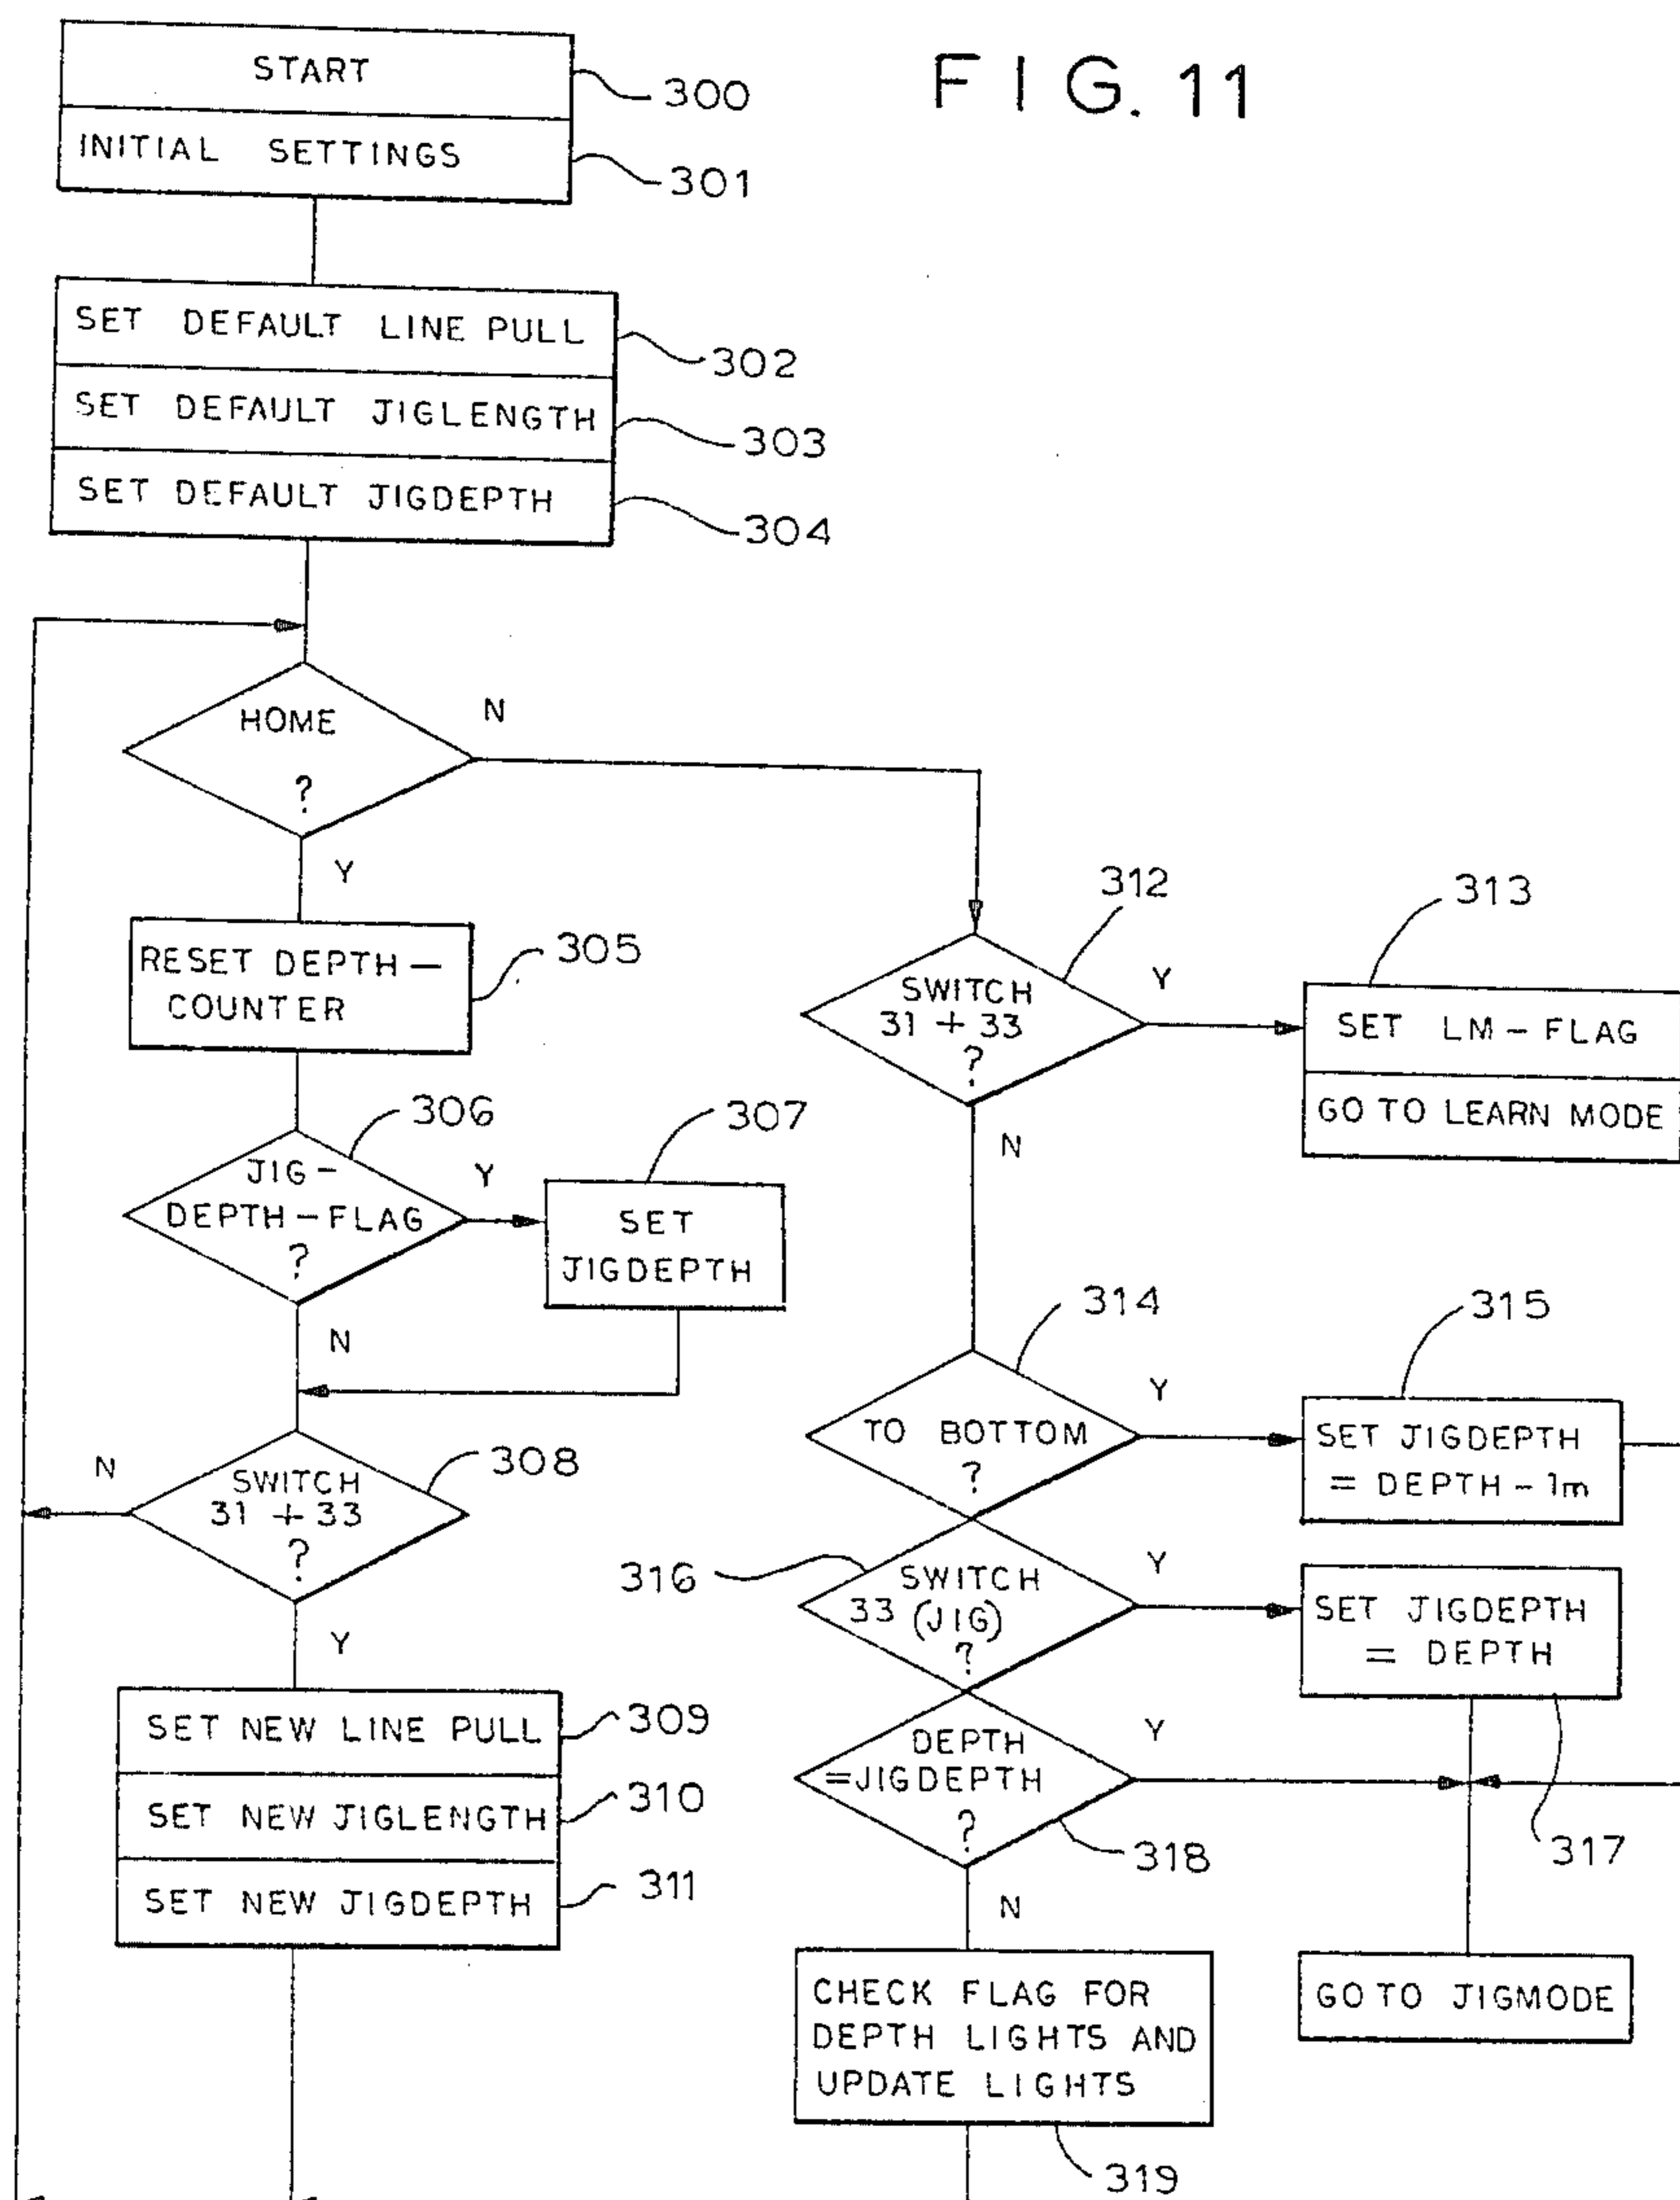 FIG. 11
START
300
INITIAL SETTINGS
301
SET DEFAULT LINE PULL
302
SET DEFAULT JIGLENGTH
303
SET DEFAULT JIGDEPTH
304
HOME
?
N
Y
RESET DEPTH—
COUNTER
305
306
JIG-
DEPTH-FLAG
?
Y
N
307
SET
JIGDEPTH
308
SWITCH
31 + 33
?
N
Y
SET NEW LINE PULL
309
SET NEW JIGLENGTH
310
SET NEW JIGDEPTH
311
312
SWITCH
31 + 33
?
Y
N
313
SET LM-FLAG
GO TO LEARN MODE
314
TO BOTTOM
?
Y
315
SET JIGDEPTH
= DEPTH-1m
316
SWITCH
33 (JIG)
?
Y
SET JIGDEPTH
= DEPTH
317
DEPTH
=JIGDEPTH
?
Y
318
N
CHECK FLAG FOR
DEPTH LIGHTS AND
UPDATE LIGHTS
319
GO TO JIGMODE